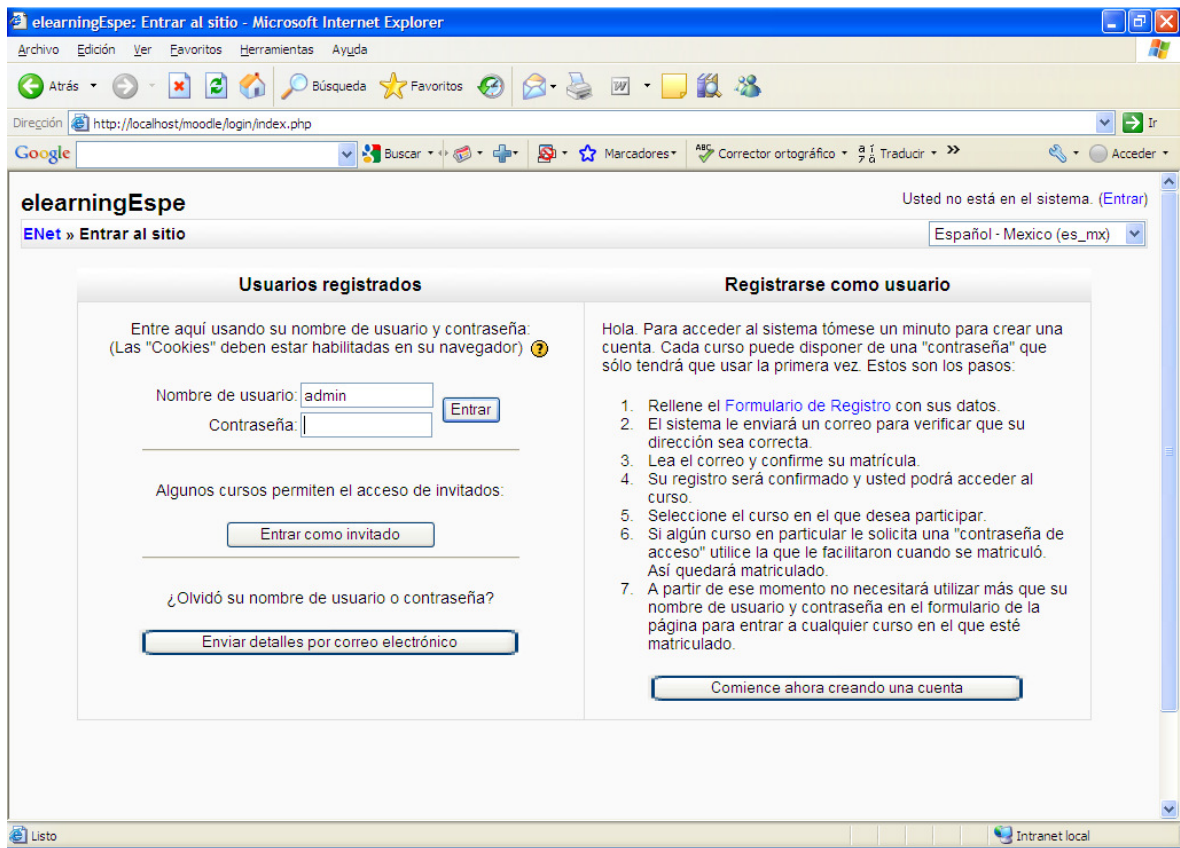 elearningEspe: Entrar al sitio - Microsoft Internet Explorer
Archivo Edición Ver Favoritos Herramientas Ayuda
Atrás Búsqueda Favoritos
Dirección http://localhost/moodle/login/index.php Ir
Google Buscar Marcadores ABC Corrector ortográfico Traducir Acceder
elearningEspe
Usted no está en el sistema. (Entrar)
ENet » Entrar al sitio
Español - Mexico (es_mx)
Usuarios registrados
Entre aquí usando su nombre de usuario y contraseña:
(Las "Cookies" deben estar habilitadas en su navegador) ?
Nombre de usuario: admin
Contraseña:
Entrar
Algunos cursos permiten el acceso de invitados:
Entrar como invitado
¿Olvidó su nombre de usuario o contraseña?
Enviar detalles por correo electrónico
Registrarse como usuario
Hola. Para acceder al sistema tómese un minuto para crear una
cuenta. Cada curso puede disponer de una "contraseña" que
sólo tendrá que usar la primera vez. Estos son los pasos:
1. Rellene el Formulario de Registro con sus datos.
2. El sistema le enviará un correo para verificar que su
dirección sea correcta.
3. Lea el correo y confirme su matrícula.
4. Su registro será confirmado y usted podrá acceder al
curso.
5. Seleccione el curso en el que desea participar.
6. Si algún curso en particular le solicita una "contraseña de
acceso" utilice la que le facilitaron cuando se matriculó.
Así quedará matriculado.
7. A partir de ese momento no necesitará utilizar más que su
nombre de usuario y contraseña en el formulario de la
página para entrar a cualquier curso en el que esté
matriculado.
Comience ahora creando una cuenta
Listo
Intranet local